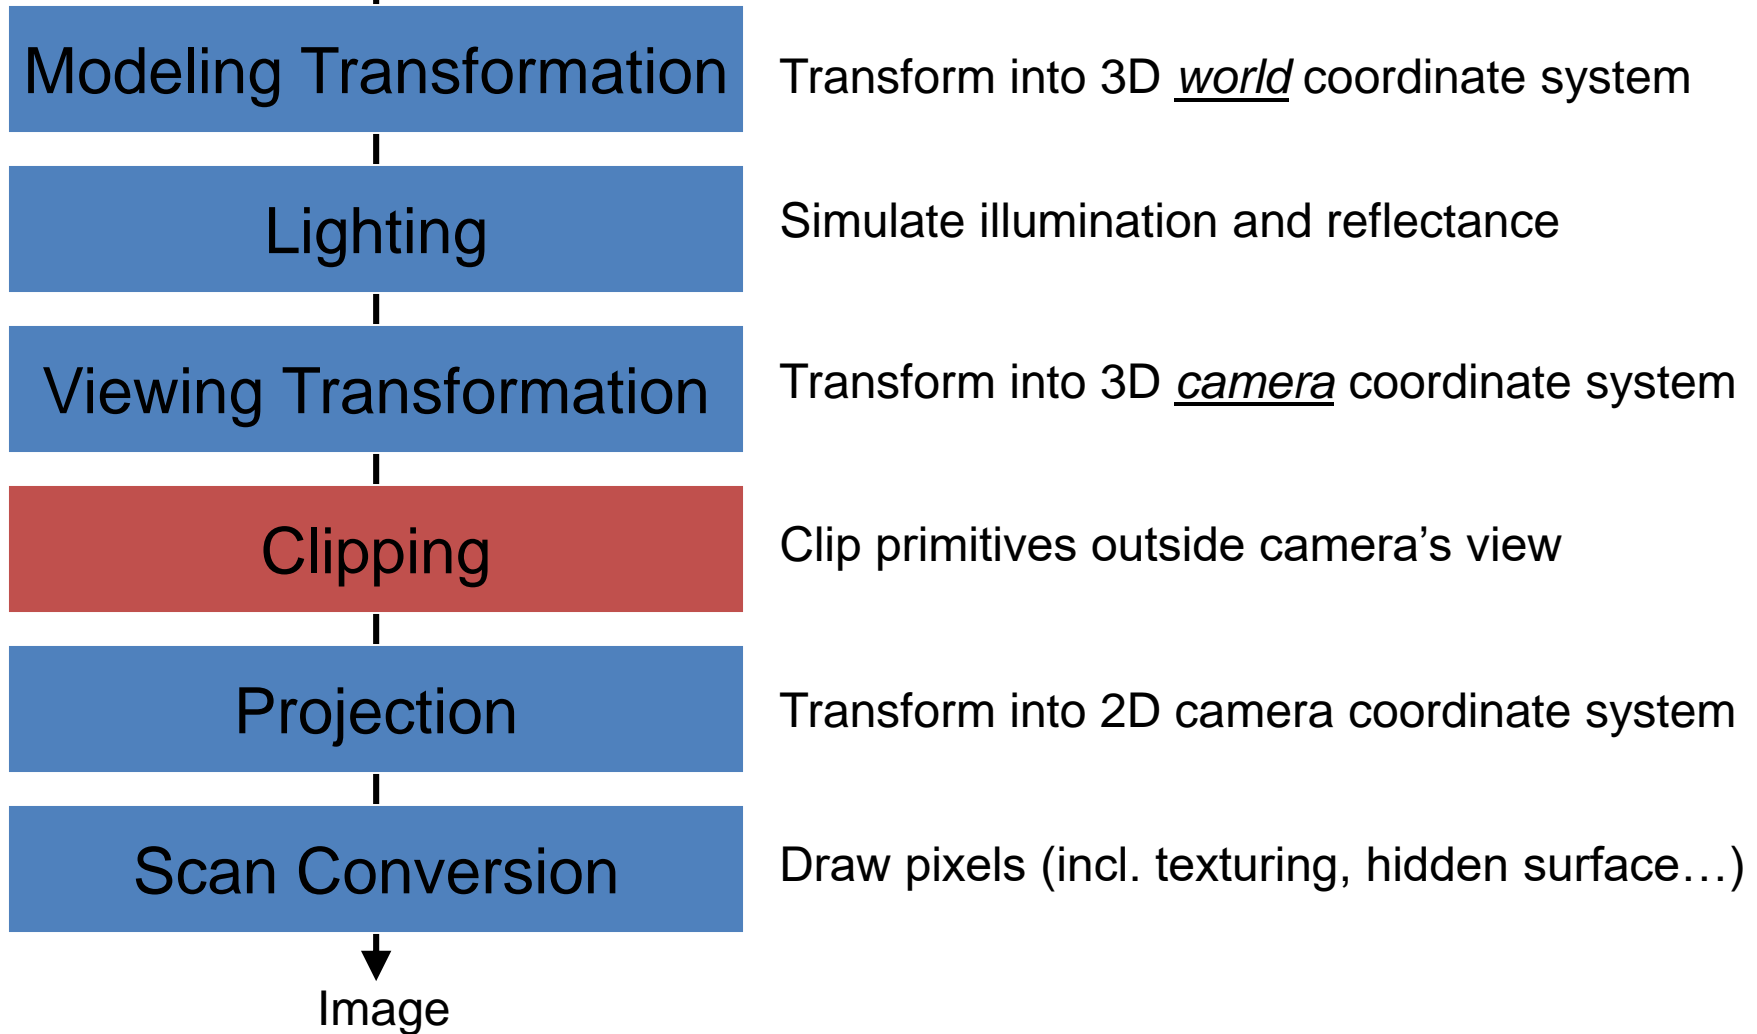 Modeling Transformation
Transform into 3D world coordinate system
Lighting
Simulate illumination and reflectance
Viewing Transformation
Transform into 3D camera coordinate system
Clipping
Clip primitives outside camera’s view
Projection
Transform into 2D camera coordinate system
Scan Conversion
Draw pixels (incl. texturing, hidden surface…)
Image